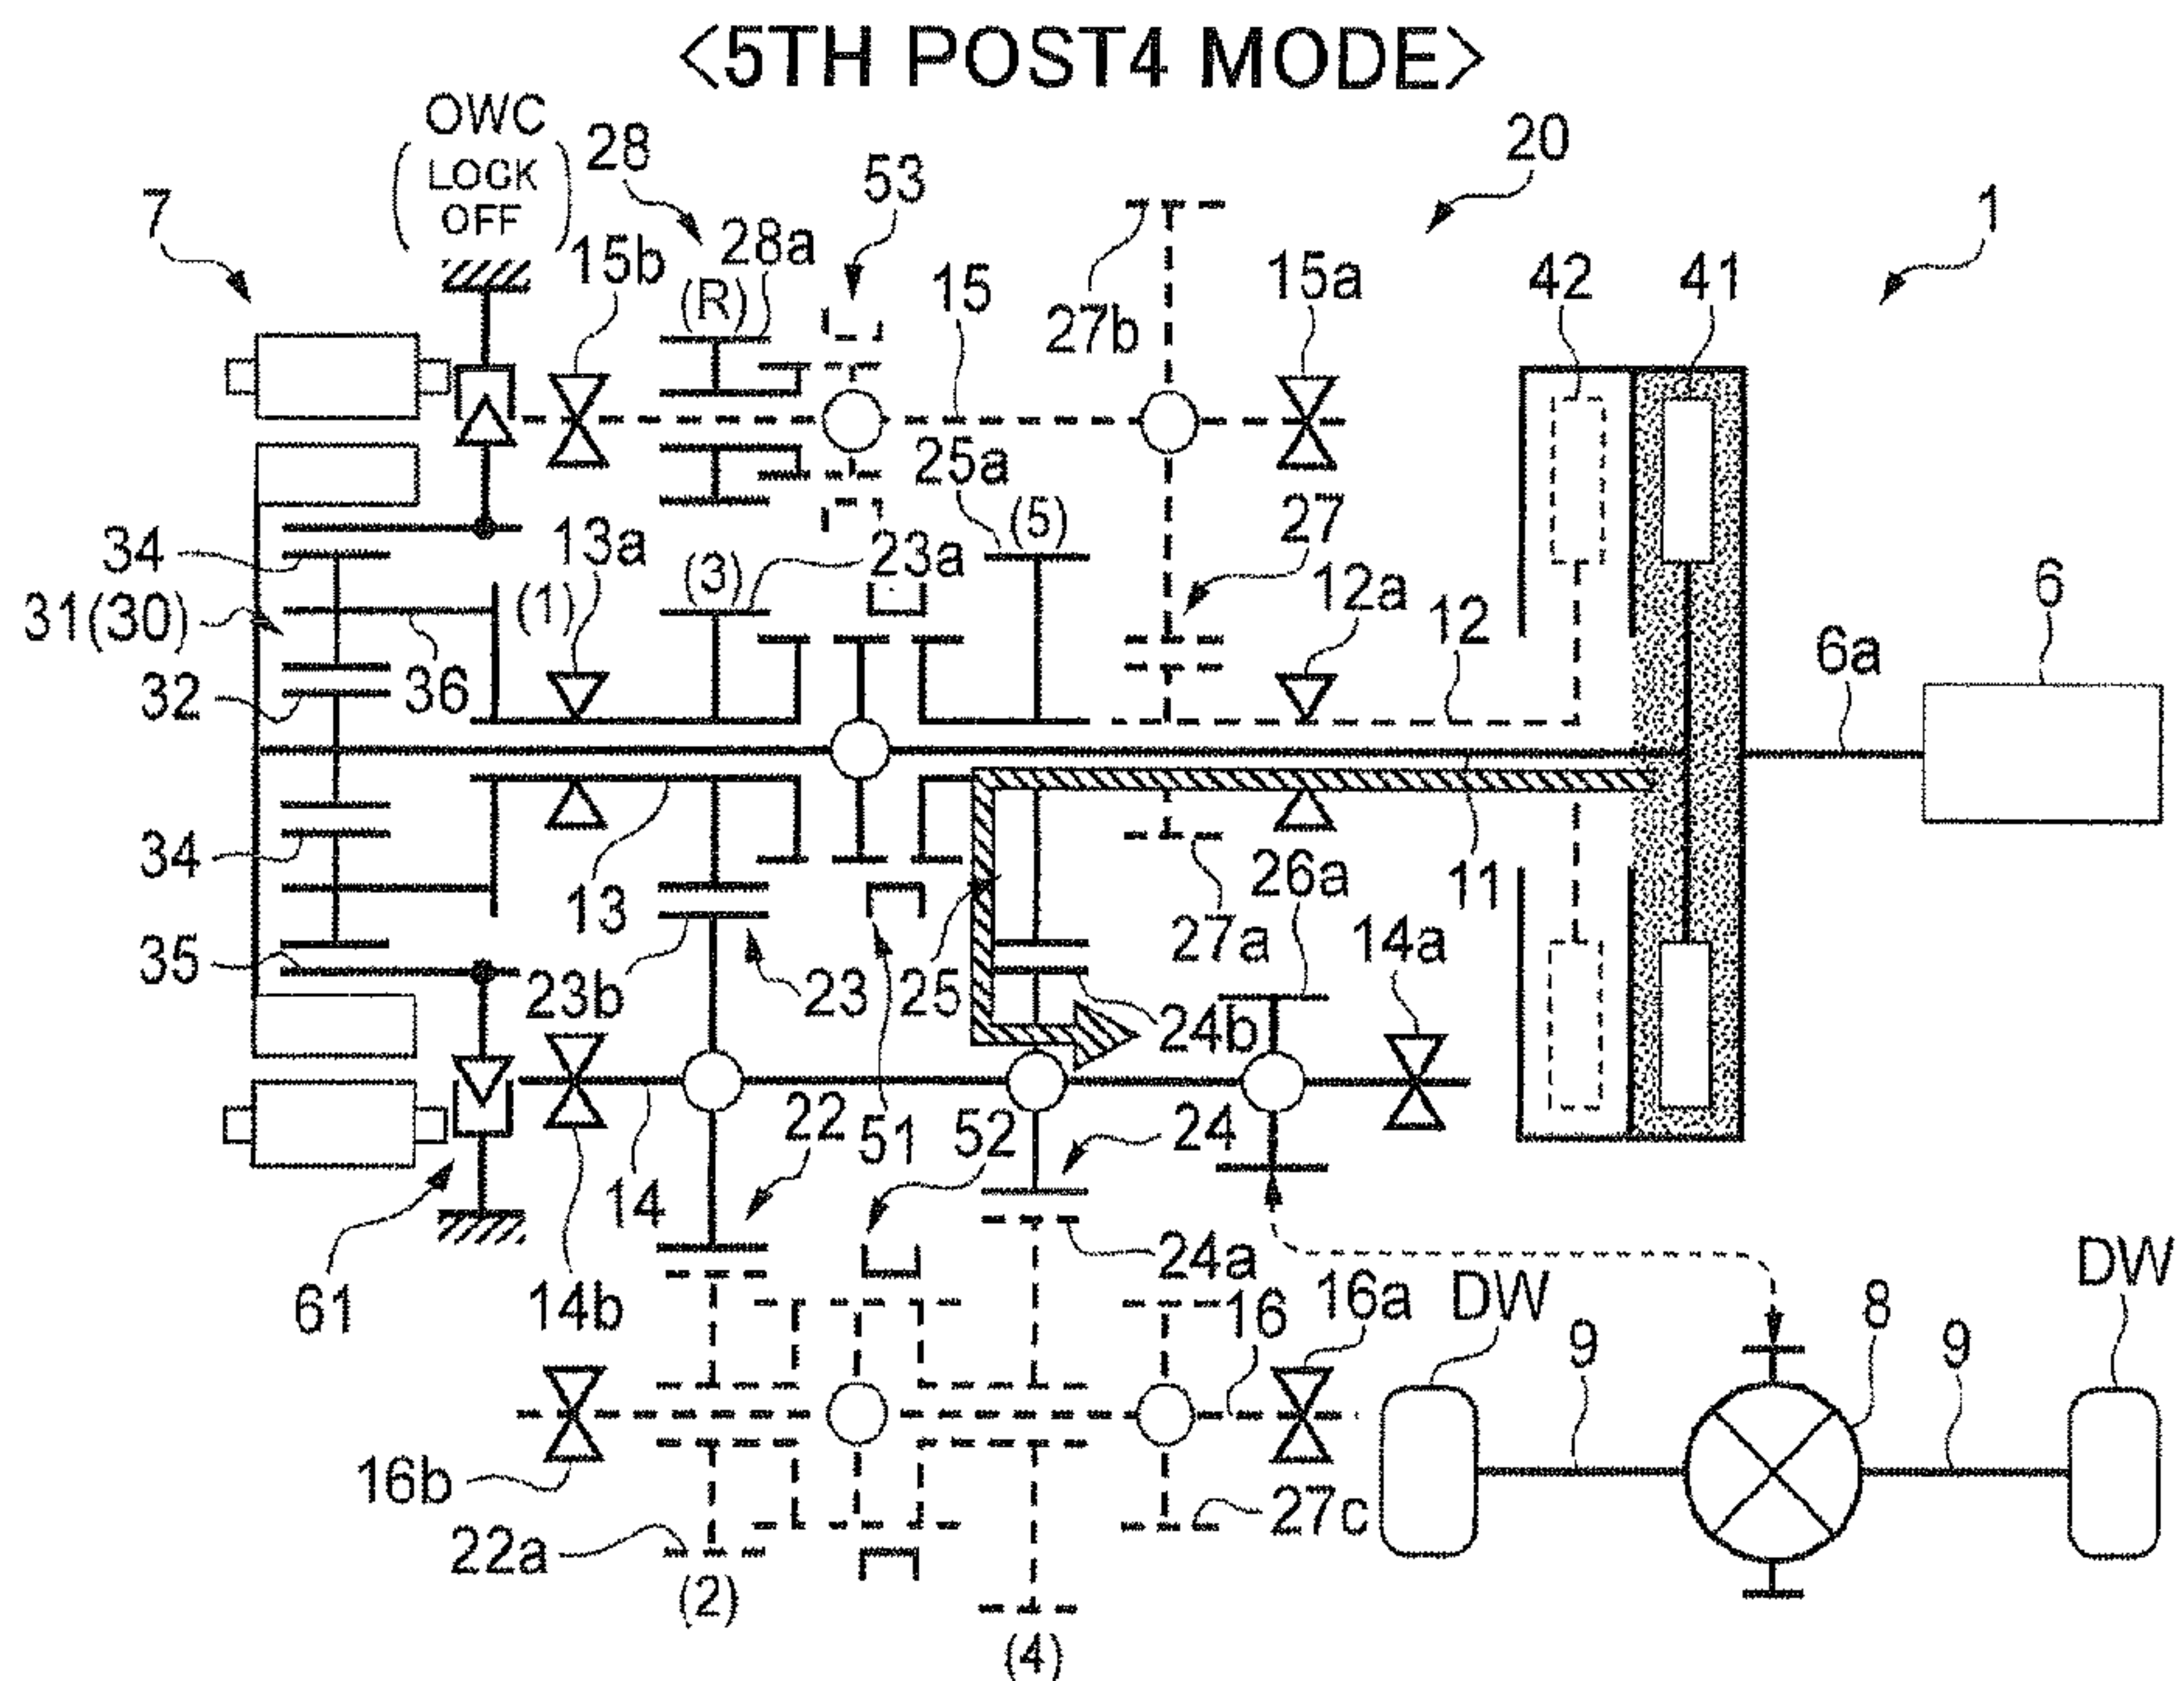 <5TH POST4 MODE>
OWC
LOCK
OFF
28
53
20
7
15b
28a
(R)
15
27b
15a
42
41
1
25a
(5)
27
34
13a
(3)
23a
12a
12
6
31(30)
(1)
6a
32
36
34
13
26a
11
35
23b
23
25
27a
14a
24b
22
51
52
24
14
61
14b
24a
16
16a
DW
DW
8
9
9
16b
27c
22a
(2)
(4)